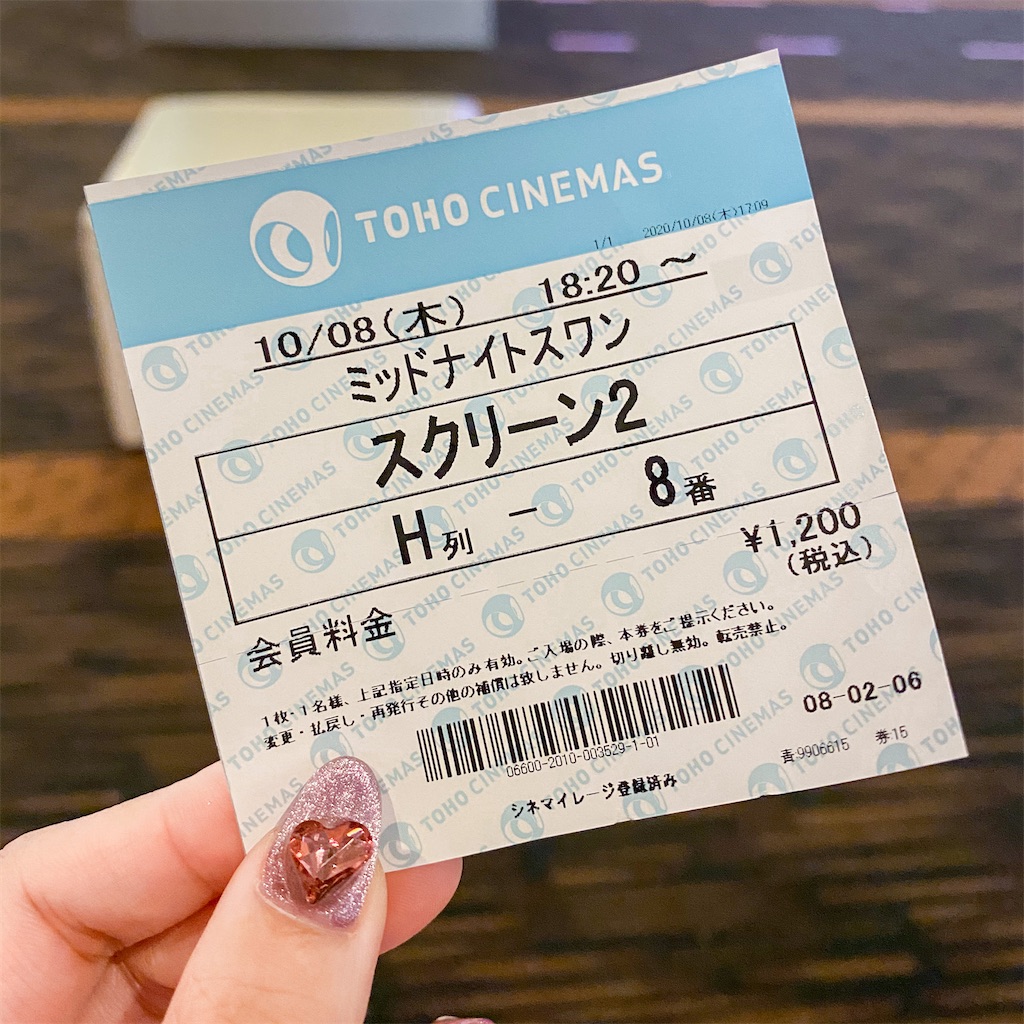 TOHO CINEMAS
1/1 2020/10/08(木)17:09
10/08(木) 18:20 ～
ミッドナイトスワン
スクリーン2
H列 － 8番
¥1,200
(税込)
会員料金
1枚・1名様、上記指定日時のみ有効。ご入場の際、本券をご提示ください。
変更・払戻し・再発行その他の補償は致しません。切り離し無効。転売禁止。
08-02-06
06600-2010-003529-1-01
青9906615 券15
シネマイレージ登録済み